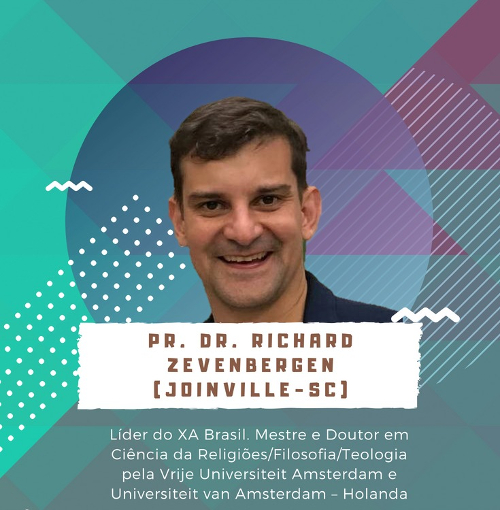 PR. DR. RICHARD
ZEVENBERGEN
(JOINVILLE-SC)
Líder do XA Brasil. Mestre e Doutor em
Ciência da Religiões/Filosofia/Teologia
pela Vrije Universiteit Amsterdam e
Universiteit van Amsterdam – Holanda